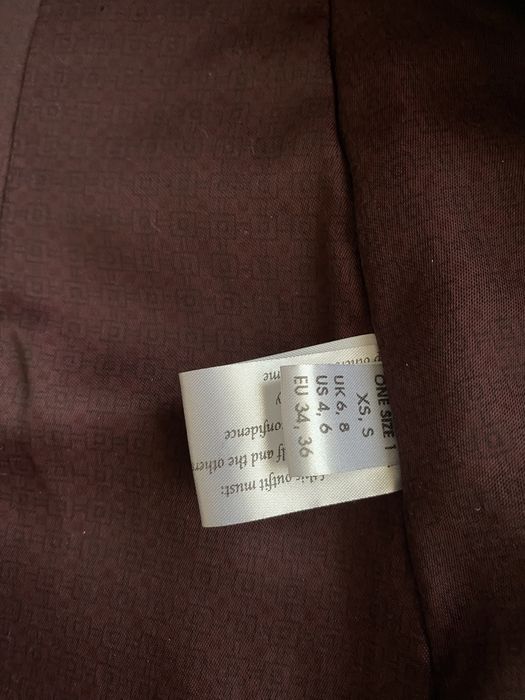 ONE SIZE 1
XS, S
UK 6, 8
US 4, 6
EU 34, 36
outfit must:
and the other
confidence
me